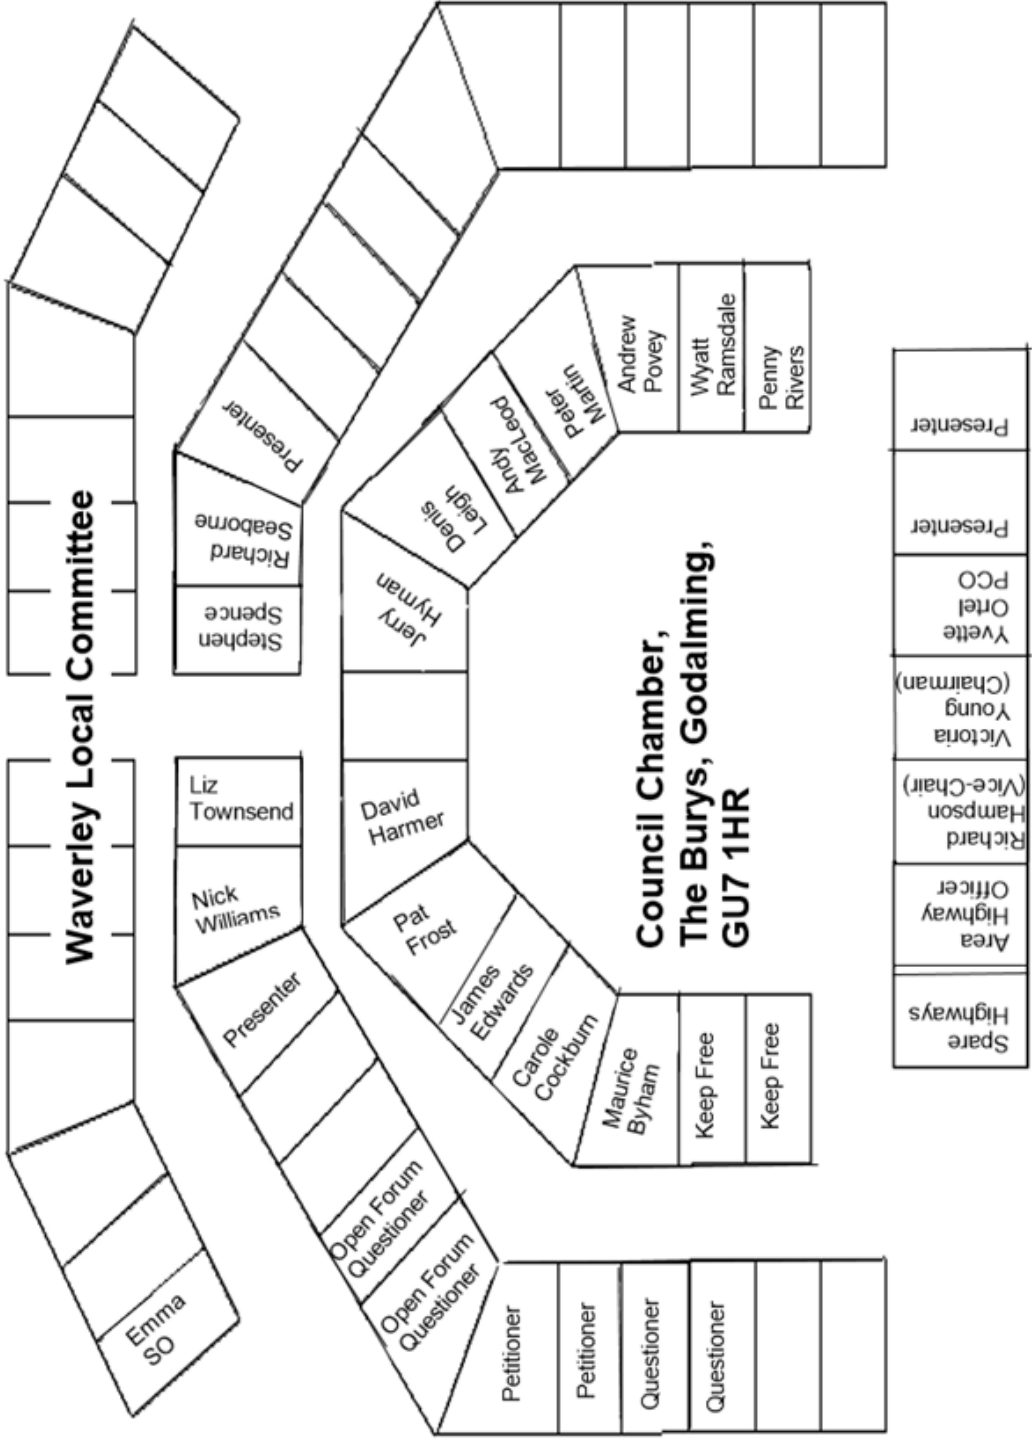 Waverley Local Committee
Emma
SO
Liz
Townsend
Nick
Williams
Presenter
Open Forum
Questioner
Open Forum
Questioner
Petitioner
Petitioner
Questioner
Questioner
Stephen
Spence
Richard
Seaborne
Presenter
David
Harmer
Pat
Frost
James
Edwards
Carole
Cockburn
Maurice
Byham
Keep Free
Keep Free
Jerry
Hyman
Denis
Leigh
Andy
MacLeod
Peter
Martin
Andrew
Povey
Wyatt
Ramsdale
Penny
Rivers
Council Chamber,
The Burys, Godalming,
GU7 1HR
Presenter
Presenter
Yvette
Ortel
PCO
Victoria
Young
(Chairman)
Richard
Hampson
(Vice-Chair)
Area
Highway
Officer
Spare
Highways